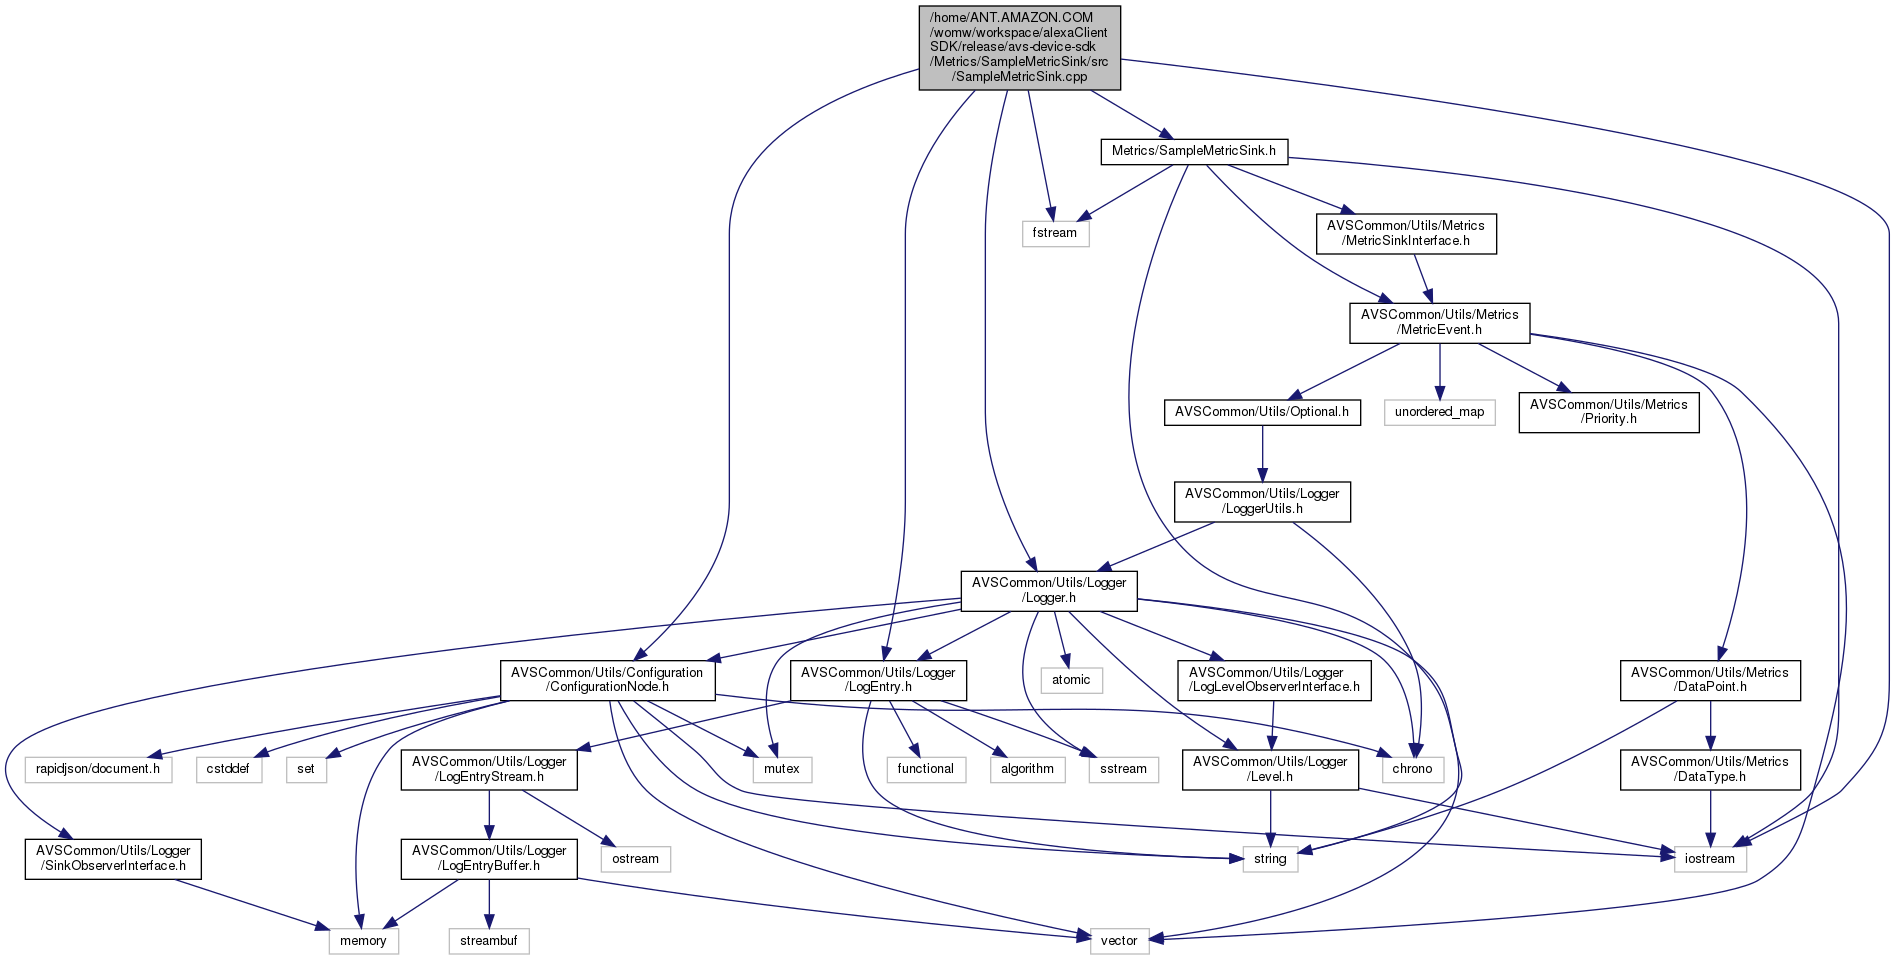 /home/ANT.AMAZON.COM
/womw/workspace/alexaClient
SDK/release/avs-device-sdk
/Metrics/SampleMetricSink/src
/SampleMetricSink.cpp
Metrics/SampleMetricSink.h
fstream
AVSCommon/Utils/Metrics
/MetricSinkInterface.h
AVSCommon/Utils/Metrics
/MetricEvent.h
AVSCommon/Utils/Optional.h
unordered_map
AVSCommon/Utils/Metrics
/Priority.h
AVSCommon/Utils/Logger
/LoggerUtils.h
AVSCommon/Utils/Logger
/Logger.h
AVSCommon/Utils/Configuration
/ConfigurationNode.h
AVSCommon/Utils/Logger
/LogEntry.h
atomic
AVSCommon/Utils/Logger
/LogLevelObserverInterface.h
AVSCommon/Utils/Metrics
/DataPoint.h
rapidjson/document.h
cstddef
set
AVSCommon/Utils/Logger
/LogEntryStream.h
mutex
functional
algorithm
sstream
AVSCommon/Utils/Logger
/Level.h
chrono
AVSCommon/Utils/Metrics
/DataType.h
AVSCommon/Utils/Logger
/SinkObserverInterface.h
AVSCommon/Utils/Logger
/LogEntryBuffer.h
ostream
string
iostream
memory
streambuf
vector